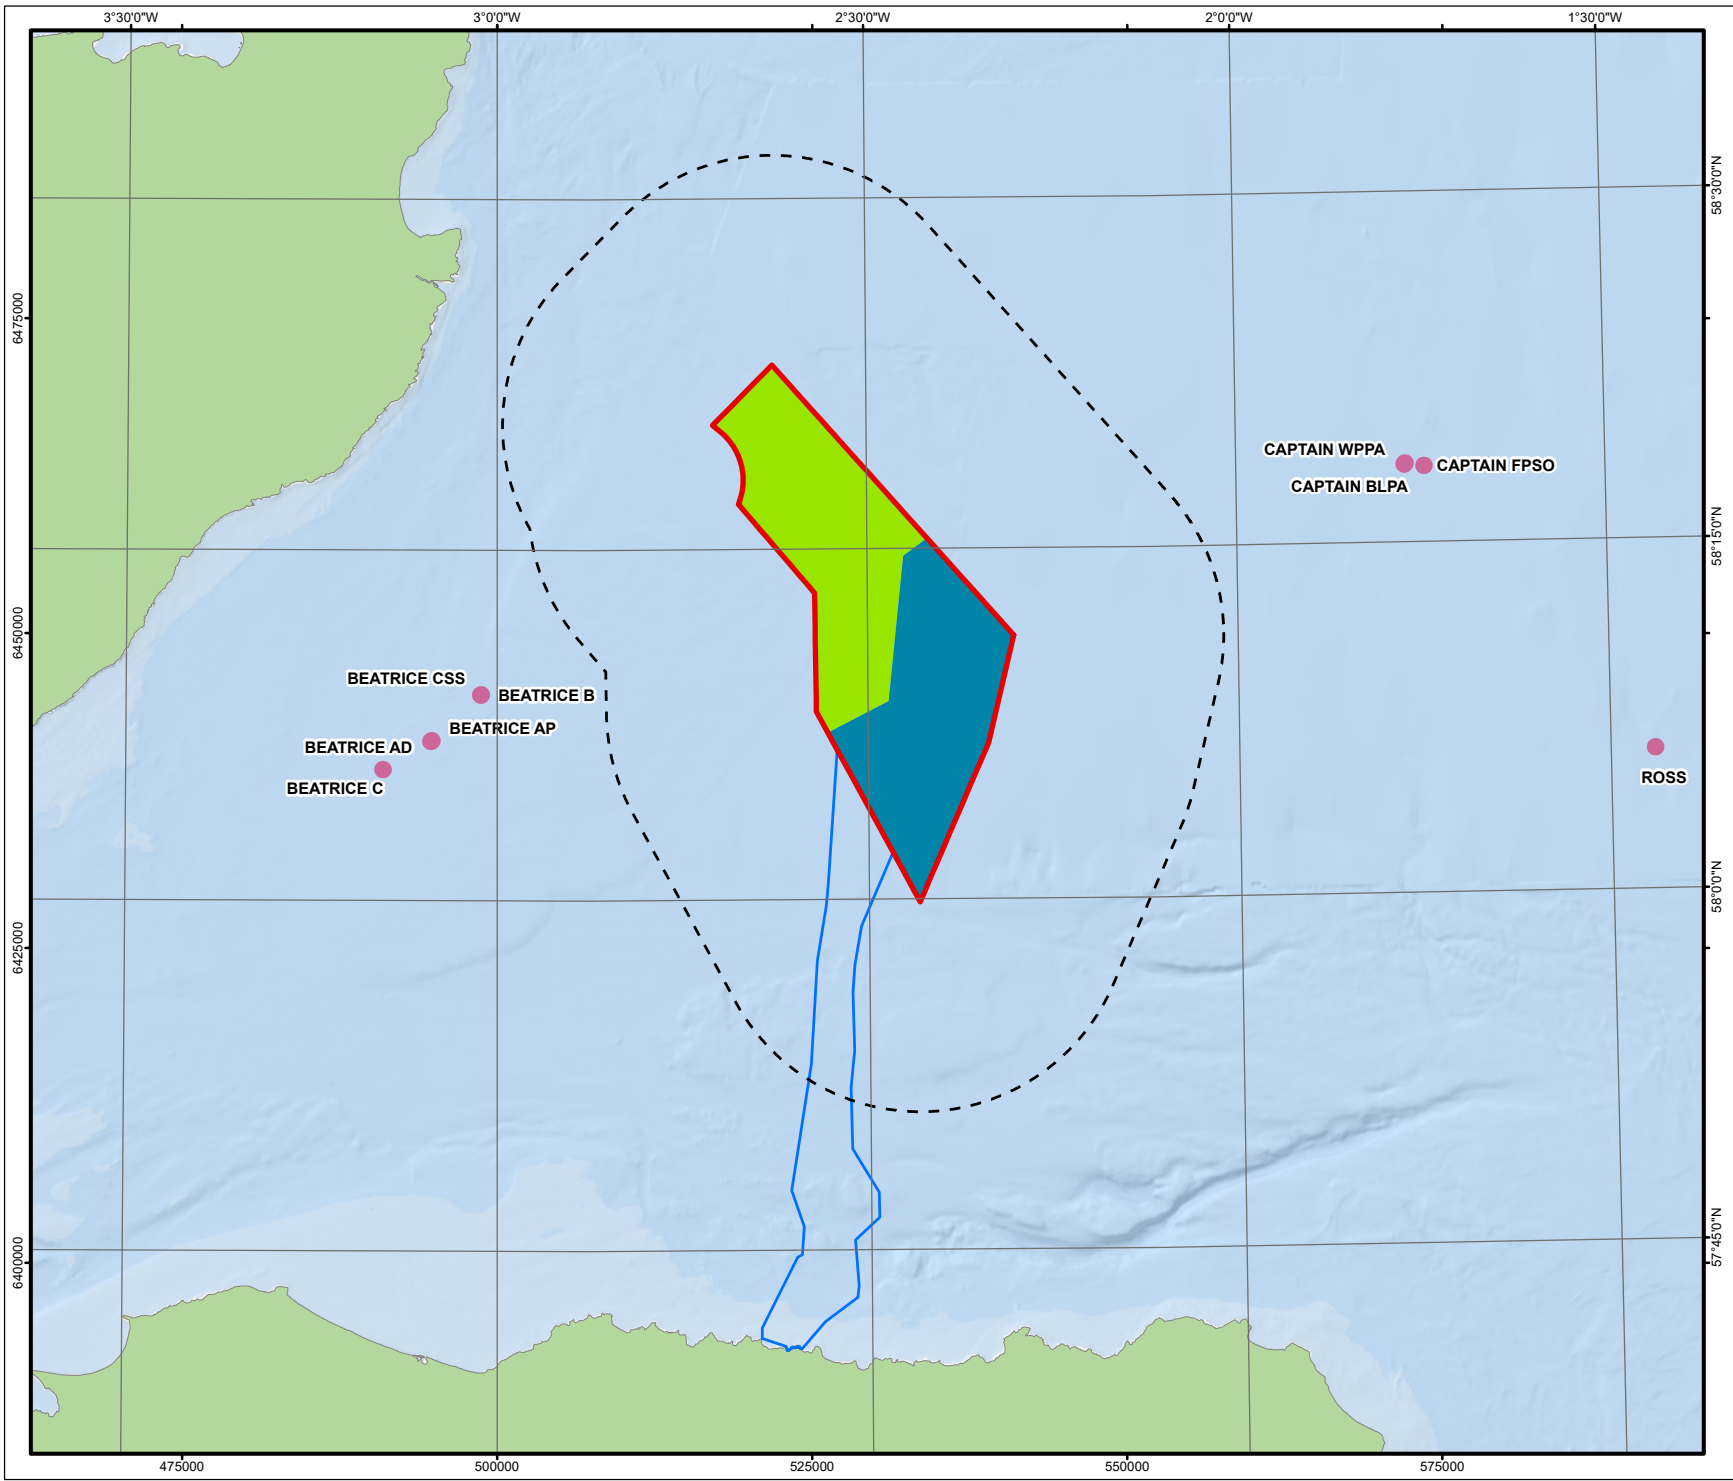 3°30'0"W
3°0'0"W
2°30'0"W
2°0'0"W
1°30'0"W
58°30'0"N
6475000
CAPTAIN WPPA
CAPTAIN FPSO
CAPTAIN BLPA
58°15'0"N
6450000
BEATRICE CSS
BEATRICE B
BEATRICE AP
BEATRICE AD
BEATRICE C
ROSS
58°0'0"N
6425000
57°45'0"N
6400000
475000
500000
525000
550000
575000